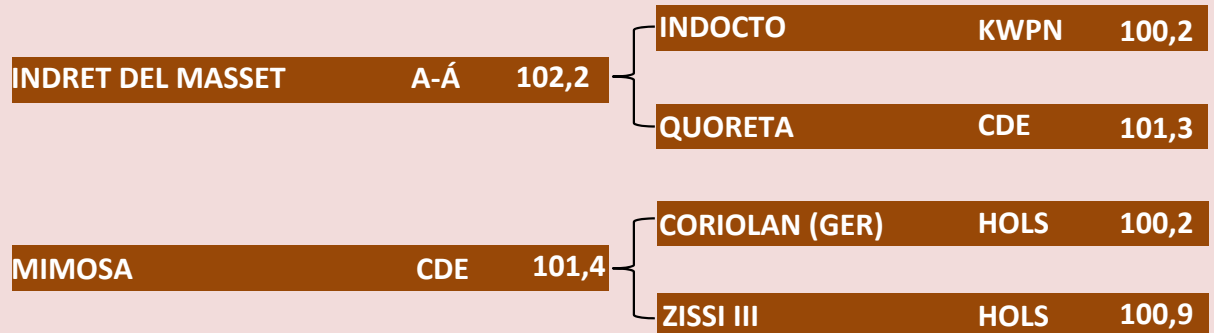 INDOCTO KWPN 100,2
INDRET DEL MASSET A-Á 102,2
QUORETA CDE 101,3
CORIOLAN (GER) HOLS 100,2
MIMOSA CDE 101,4
ZISSI III HOLS 100,9